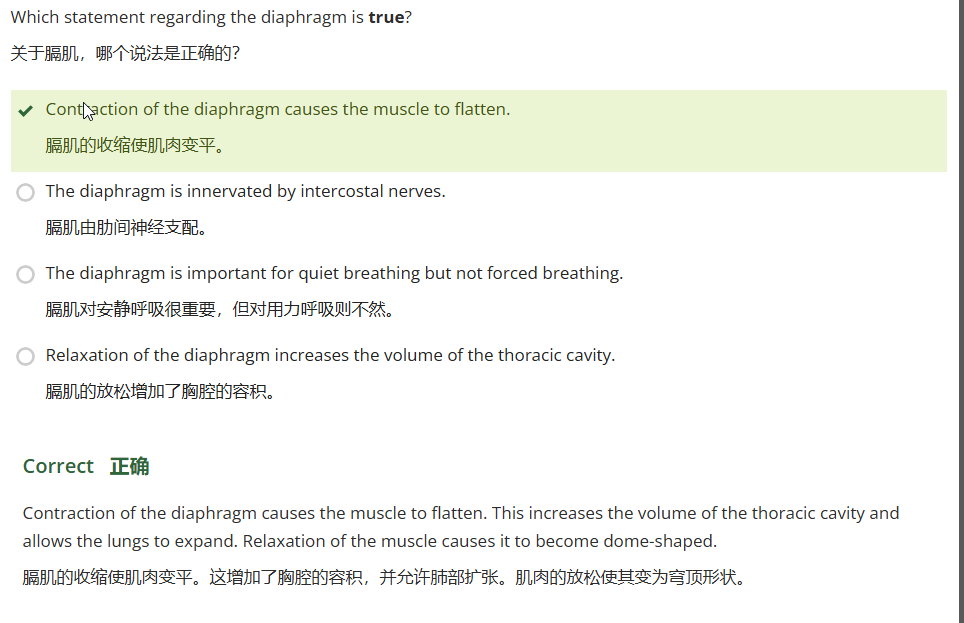 Which statement regarding the diaphragm is true?
关于膈肌，哪个说法是正确的？
Contraction of the diaphragm causes the muscle to flatten.
膈肌的收缩使肌肉变平。
The diaphragm is innervated by intercostal nerves.
膈肌由肋间神经支配。
The diaphragm is important for quiet breathing but not forced breathing.
膈肌对安静呼吸很重要，但对用力呼吸则不然。
Relaxation of the diaphragm increases the volume of the thoracic cavity.
膈肌的放松增加了胸腔的容积。
Correct 正确
Contraction of the diaphragm causes the muscle to flatten. This increases the volume of the thoracic cavity and
allows the lungs to expand. Relaxation of the muscle causes it to become dome-shaped.
膈肌的收缩使肌肉变平。这增加了胸腔的容积，并允许肺部扩张。肌肉的放松使其变为穹顶形状。